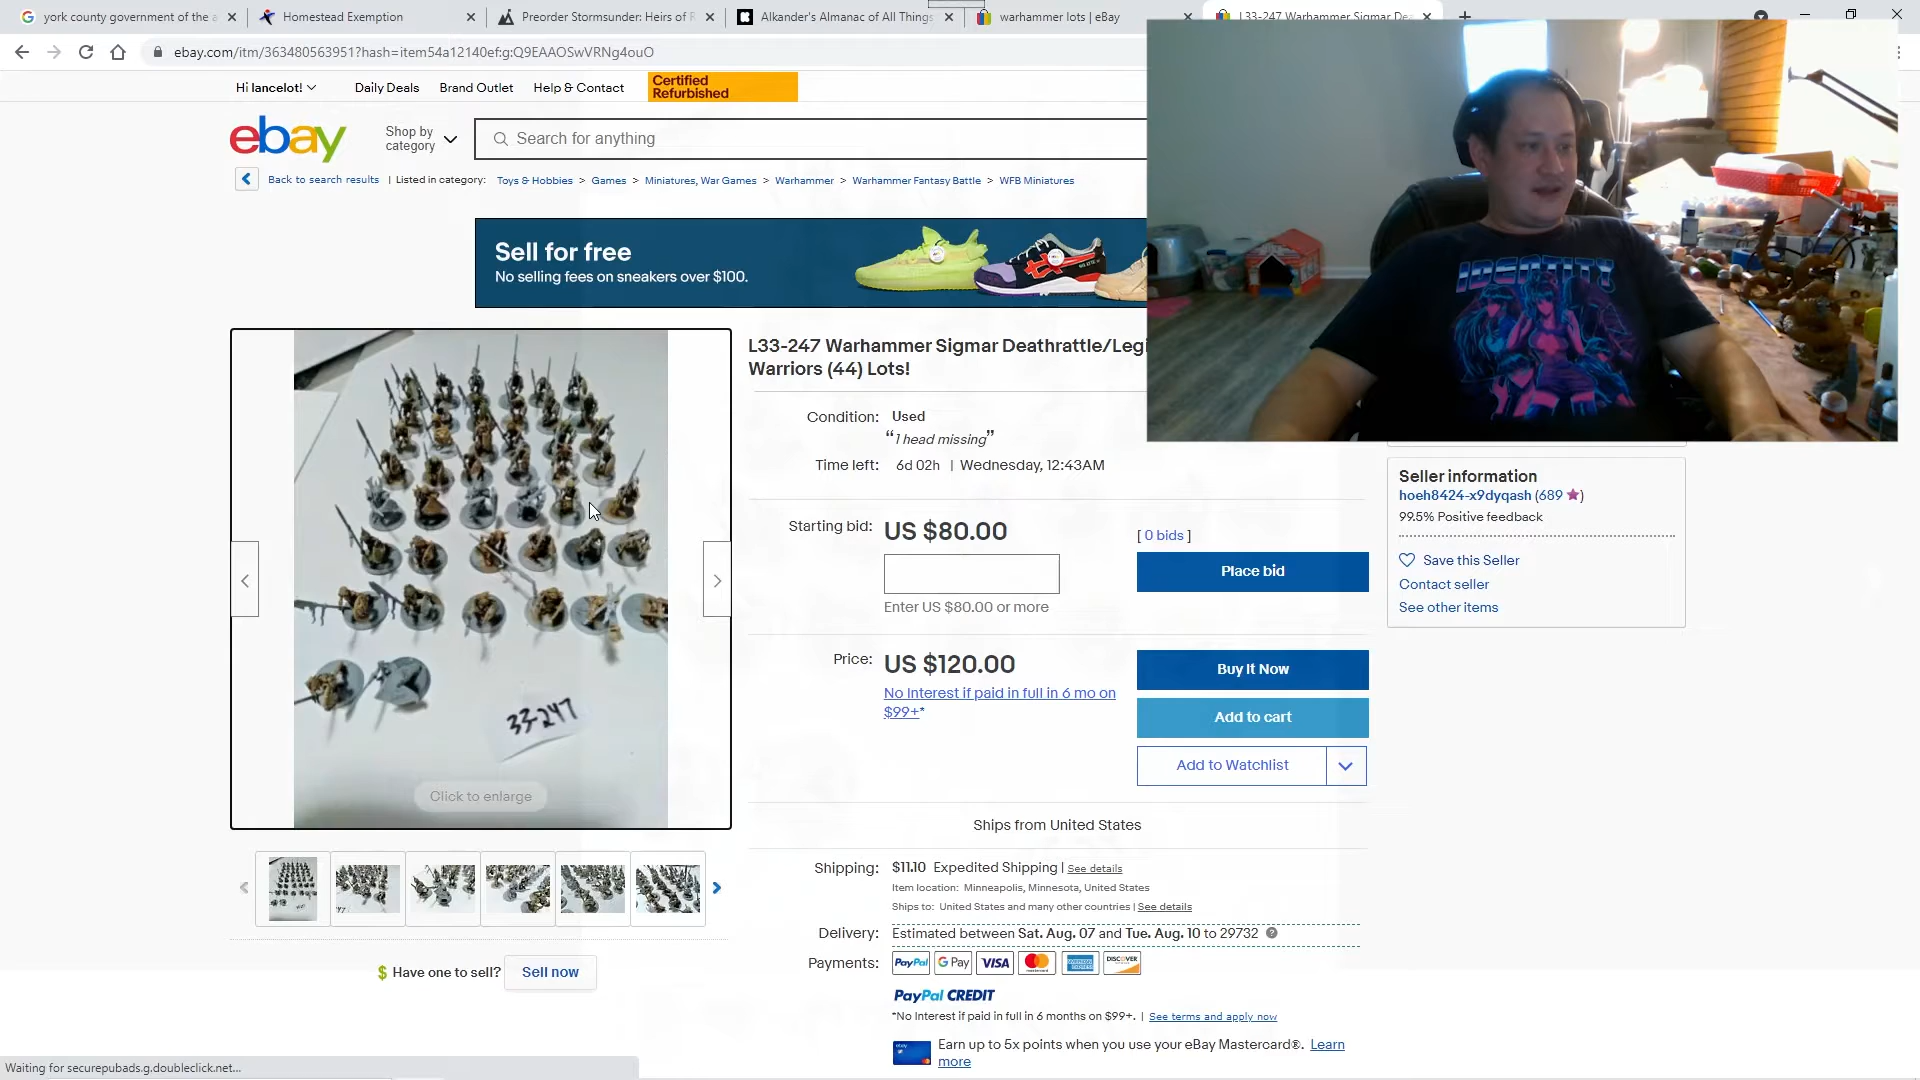 york county government of the a
Homestead Exemption
Preorder Stormsunder: Heirs of R
Alkander's Almanac of All Things
warhammer lots | eBay
L33-247 Warhammer Sigmar Dea
ebay.com/itm/363480563951?hash=item54a12140ef:g:Q9EAAOSwVRNg4ouO
Hi lancelot!
Daily Deals
Brand Outlet
Help & Contact
Certified
Refurbished
ebay
Shop by
category
Search for anything
Back to search results | Listed in category: Toys & Hobbies > Games > Miniatures, War Games > Warhammer > Warhammer Fantasy Battle > WFB Miniatures
Sell for free
No selling fees on sneakers over $100.
IDENTITY
L33-247 Warhammer Sigmar Deathrattle/Legi
Warriors (44) Lots!
Condition: Used
“1 head missing”
Time left: 6d 02h | Wednesday, 12:43AM
Starting bid: US $80.00
[ 0 bids ]
Place bid
Enter US $80.00 or more
Price: US $120.00
Buy It Now
No Interest if paid in full in 6 mo on
$99+*
Add to cart
Add to Watchlist
Seller information
hoeh8424-x9dyqash (689 ★)
99.5% Positive feedback
Save this Seller
Contact seller
See other items
33-247
Click to enlarge
Ships from United States
Shipping: $11.10 Expedited Shipping | See details
Item location: Minneapolis, Minnesota, United States
Ships to: United States and many other countries | See details
Delivery: Estimated between Sat. Aug. 07 and Tue. Aug. 10 to 29732
Payments: PayPal G Pay VISA mastercard AMERICAN EXPRESS DISCOVER
PayPal CREDIT
*No Interest if paid in full in 6 months on $99+. | See terms and apply now
Earn up to 5x points when you use your eBay Mastercard®. Learn
more
$ Have one to sell? Sell now
Waiting for securepubads.g.doubleclick.net...